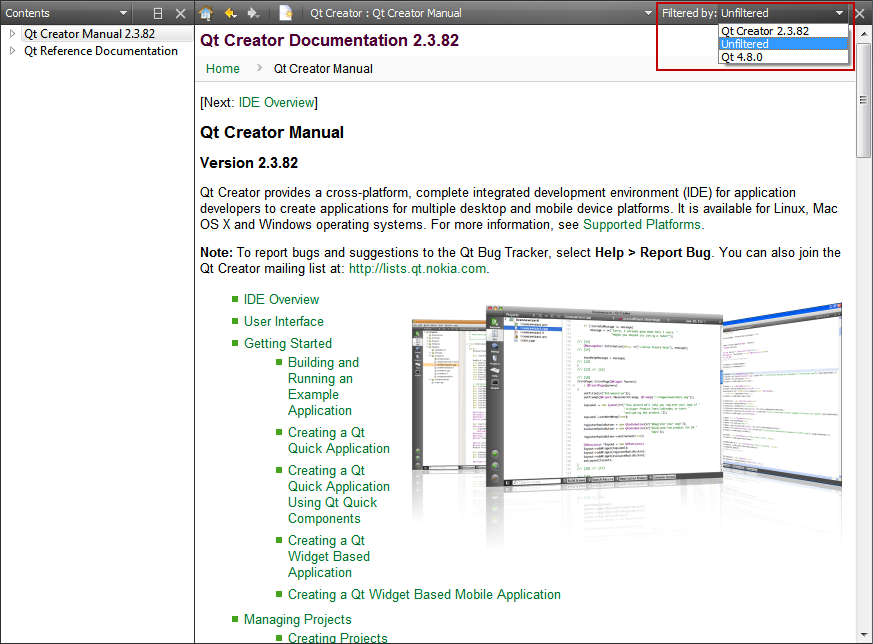 Contents
Qt Creator : Qt Creator Manual
Filtered by: Unfiltered
Qt Creator 2.3.82
Unfiltered
Qt 4.8.0
Qt Creator Manual 2.3.82
Qt Reference Documentation
Qt Creator Documentation 2.3.82
Home
Qt Creator Manual
[Next: IDE Overview]
Qt Creator Manual
Version 2.3.82
Qt Creator provides a cross-platform, complete integrated development environment (IDE) for application
developers to create applications for multiple desktop and mobile device platforms. It is available for Linux, Mac
OS X and Windows operating systems. For more information, see Supported Platforms.
Note: To report bugs and suggestions to the Qt Bug Tracker, select Help > Report Bug. You can also join the
Qt Creator mailing list at: http://lists.qt.nokia.com.
IDE Overview
User Interface
Getting Started
Building and
Running an
Example
Application
Creating a Qt
Quick Application
Creating a Qt
Quick Application
Using Qt Quick
Components
Creating a Qt
Widget Based
Application
Creating a Qt Widget Based Mobile Application
Managing Projects
Creating Projects